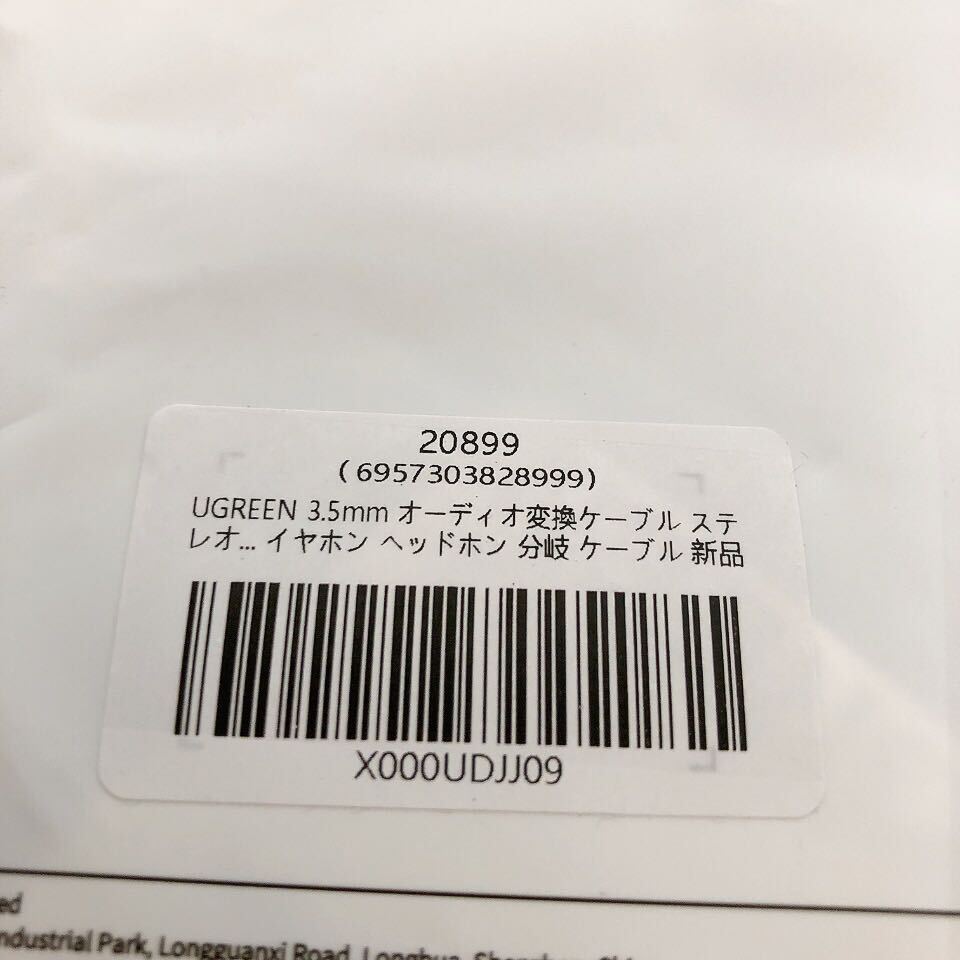 20899
(6957303828999)
UGREEN 3.5mm オーディオ変換ケーブル ステ
レオ... イヤホン ヘッドホン 分岐 ケーブル 新品
X000UDJJ09
ed
ndustrial Park, Longguanxi Road, Longhua, Shenzhen